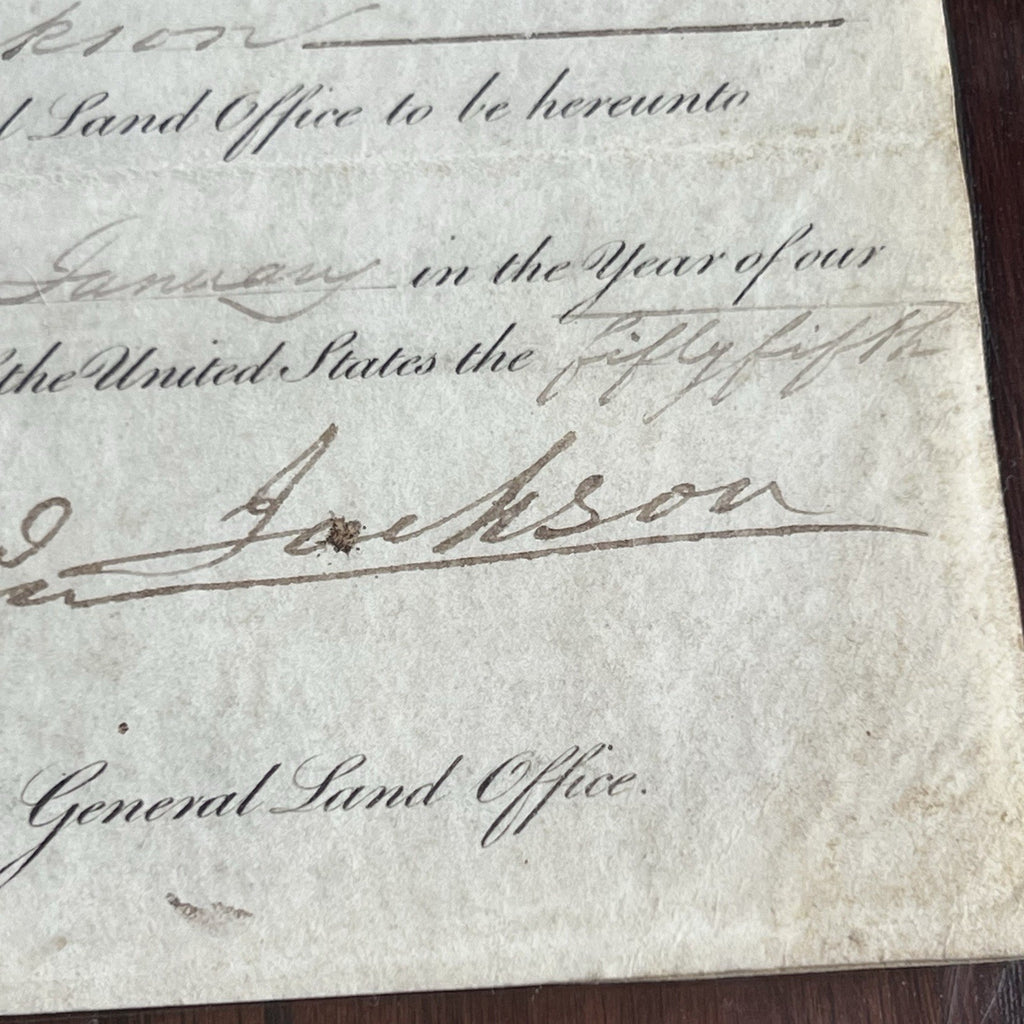 kson
l Land Office to be hereunto
January in the Year of our
the United States the fifty fifth
Jackson
General Land Office.